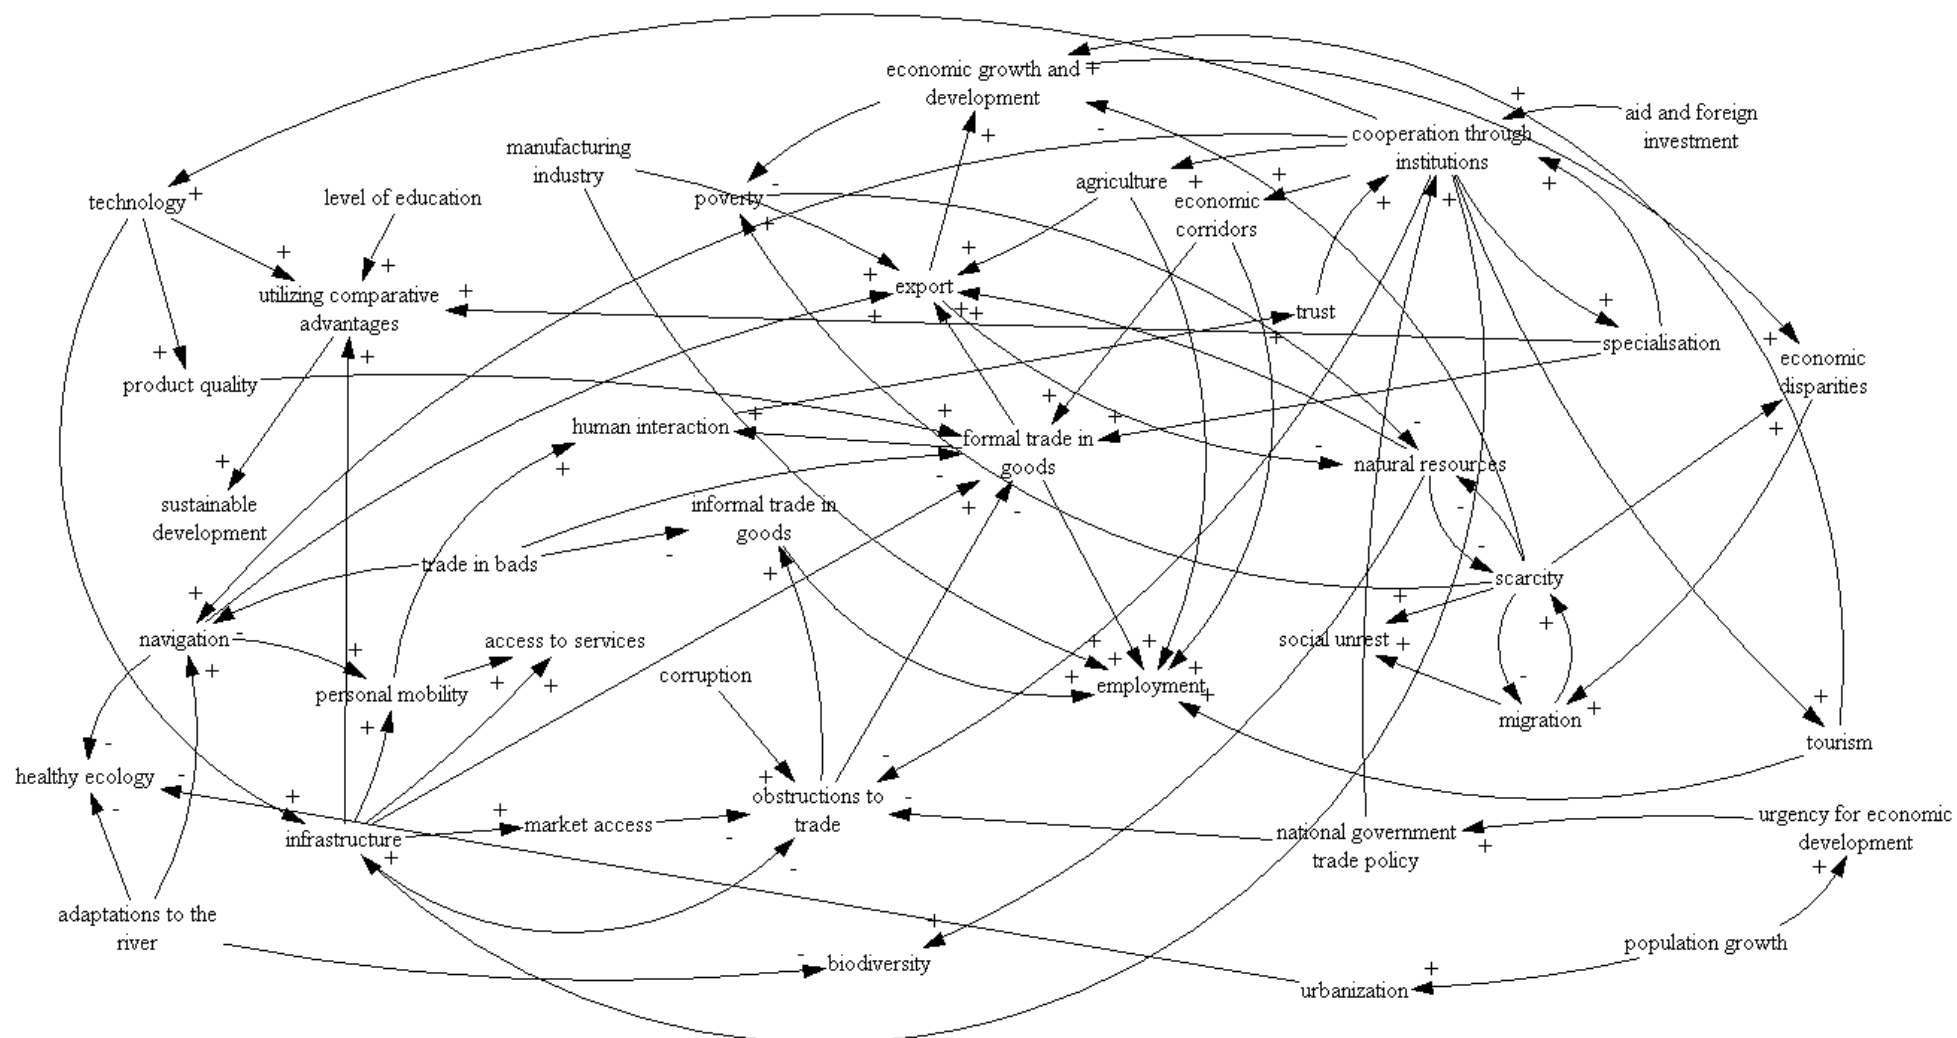 economic growth and
development
aid and foreign
investment
cooperation through
institutions
manufacturing
industry
agriculture
technology
level of education
poverty
economic
corridors
export
utilizing comparative
advantages
trust
specialisation
economic
disparities
product quality
human interaction
formal trade in
goods
natural resources
sustainable
development
informal trade in
goods
trade in bads
scarcity
navigation
access to services
social unrest
corruption
personal mobility
employment
migration
tourism
healthy ecology
obstructions to
trade
infrastructure
market access
national government
trade policy
urgency for economic
development
adaptations to the
river
biodiversity
population growth
urbanization